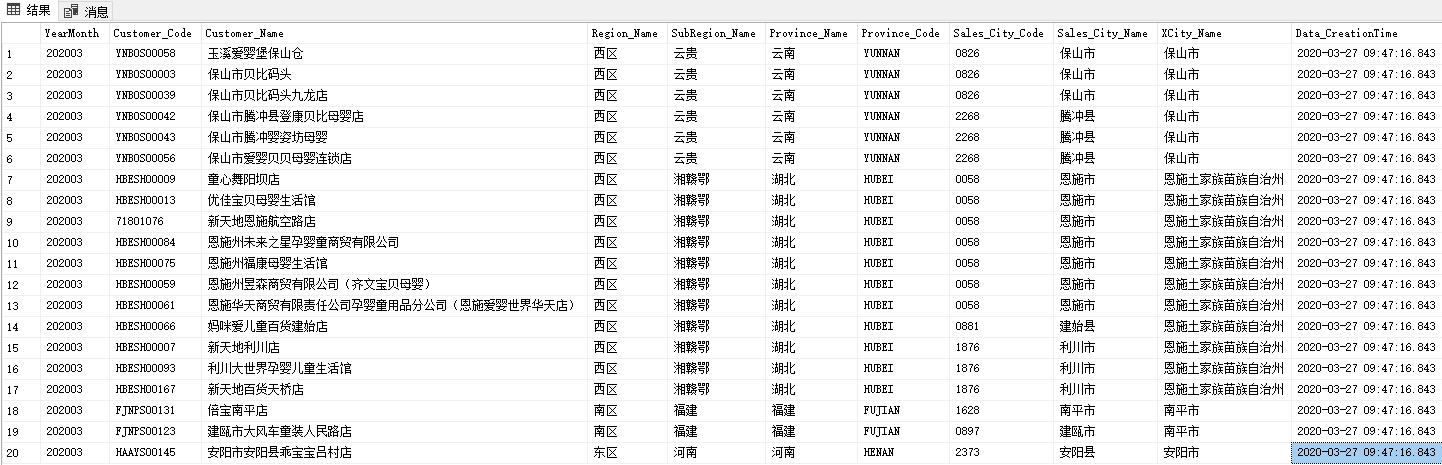 结果 消息
YearMonth Customer_Code Customer_Name Region_Name SubRegion_Name Province_Name Province_Code Sales_City_Code Sales_City_Name XCity_Name Data_CreationTime
1 202003 YNBOS00058 玉溪爱婴堡保山仓 西区 云贵 云南 YUNNAN 0826 保山市 保山市 2020-03-27 09:47:16.843
2 202003 YNBOS00003 保山市贝比码头 西区 云贵 云南 YUNNAN 0826 保山市 保山市 2020-03-27 09:47:16.843
3 202003 YNBOS00039 保山市贝比码头九龙店 西区 云贵 云南 YUNNAN 0826 保山市 保山市 2020-03-27 09:47:16.843
4 202003 YNBOS00042 保山市腾冲县登康贝比母婴店 西区 云贵 云南 YUNNAN 2268 腾冲县 保山市 2020-03-27 09:47:16.843
5 202003 YNBOS00043 保山市腾冲婴姿坊母婴 西区 云贵 云南 YUNNAN 2268 腾冲县 保山市 2020-03-27 09:47:16.843
6 202003 YNBOS00056 保山市爱婴贝贝母婴连锁店 西区 云贵 云南 YUNNAN 2268 腾冲县 保山市 2020-03-27 09:47:16.843
7 202003 HBESH00009 童心舞阳坝店 西区 湘赣鄂 湖北 HUBEI 0058 恩施市 恩施土家族苗族自治州 2020-03-27 09:47:16.843
8 202003 HBESH00013 优佳宝贝母婴生活馆 西区 湘赣鄂 湖北 HUBEI 0058 恩施市 恩施土家族苗族自治州 2020-03-27 09:47:16.843
9 202003 71801076 新天地恩施航空路店 西区 湘赣鄂 湖北 HUBEI 0058 恩施市 恩施土家族苗族自治州 2020-03-27 09:47:16.843
10 202003 HBESH00084 恩施州未来之星孕婴童商贸有限公司 西区 湘赣鄂 湖北 HUBEI 0058 恩施市 恩施土家族苗族自治州 2020-03-27 09:47:16.843
11 202003 HBESH00075 恩施州福康母婴生活馆 西区 湘赣鄂 湖北 HUBEI 0058 恩施市 恩施土家族苗族自治州 2020-03-27 09:47:16.843
12 202003 HBESH00059 恩施州昱森商贸有限公司（齐文宝贝母婴） 西区 湘赣鄂 湖北 HUBEI 0058 恩施市 恩施土家族苗族自治州 2020-03-27 09:47:16.843
13 202003 HBESH00061 恩施华天商贸有限责任公司孕婴童用品分公司（恩施爱婴世界华天店） 西区 湘赣鄂 湖北 HUBEI 0058 恩施市 恩施土家族苗族自治州 2020-03-27 09:47:16.843
14 202003 HBESH00066 妈咪爱儿童百货建始店 西区 湘赣鄂 湖北 HUBEI 0881 建始县 恩施土家族苗族自治州 2020-03-27 09:47:16.843
15 202003 HBESH00007 新天地利川店 西区 湘赣鄂 湖北 HUBEI 1876 利川市 恩施土家族苗族自治州 2020-03-27 09:47:16.843
16 202003 HBESH00093 利川大世界孕婴儿童生活馆 西区 湘赣鄂 湖北 HUBEI 1876 利川市 恩施土家族苗族自治州 2020-03-27 09:47:16.843
17 202003 HBESH00167 新天地百货天桥店 西区 湘赣鄂 湖北 HUBEI 1876 利川市 恩施土家族苗族自治州 2020-03-27 09:47:16.843
18 202003 FJNPS00131 倍宝南平店 南区 福建 福建 FUJIAN 1628 南平市 南平市 2020-03-27 09:47:16.843
19 202003 FJNPS00123 建瓯市大风车童装人民路店 南区 福建 福建 FUJIAN 0897 建瓯市 南平市 2020-03-27 09:47:16.843
20 202003 HAAYS00145 安阳市安阳县乖宝宝吕村店 东区 河南 河南 HENAN 2373 安阳县 安阳市 2020-03-27 09:47:16.843